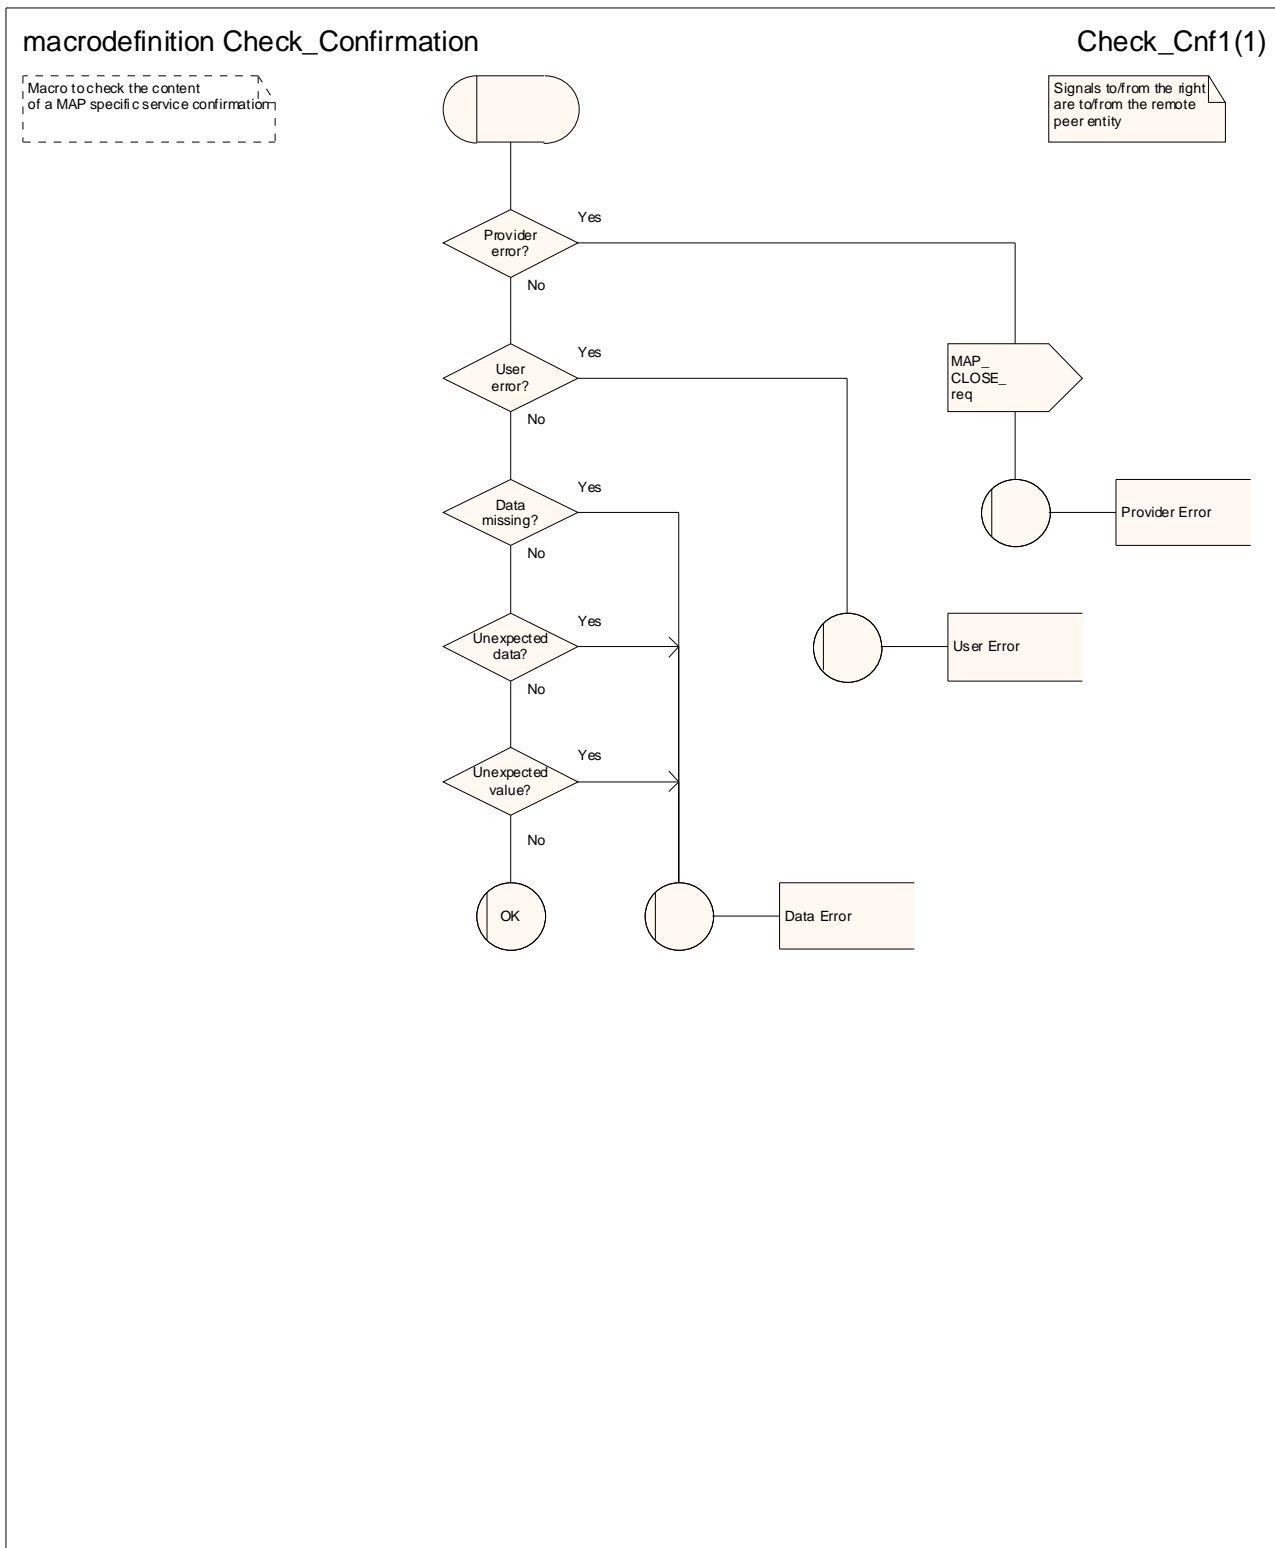 macrodefinition Check_Confirmation
Check_Cnf1(1)
Macro to check the content
of a MAP specific service confirmation
Signals to/from the right
are to/from the remote
peer entity
Provider
error?
Yes
No
User
error?
Yes
No
MAP_
CLOSE_
req
Data
missing?
Yes
No
Provider Error
Unexpected
data?
Yes
No
User Error
Unexpected
value?
Yes
No
OK
Data Error